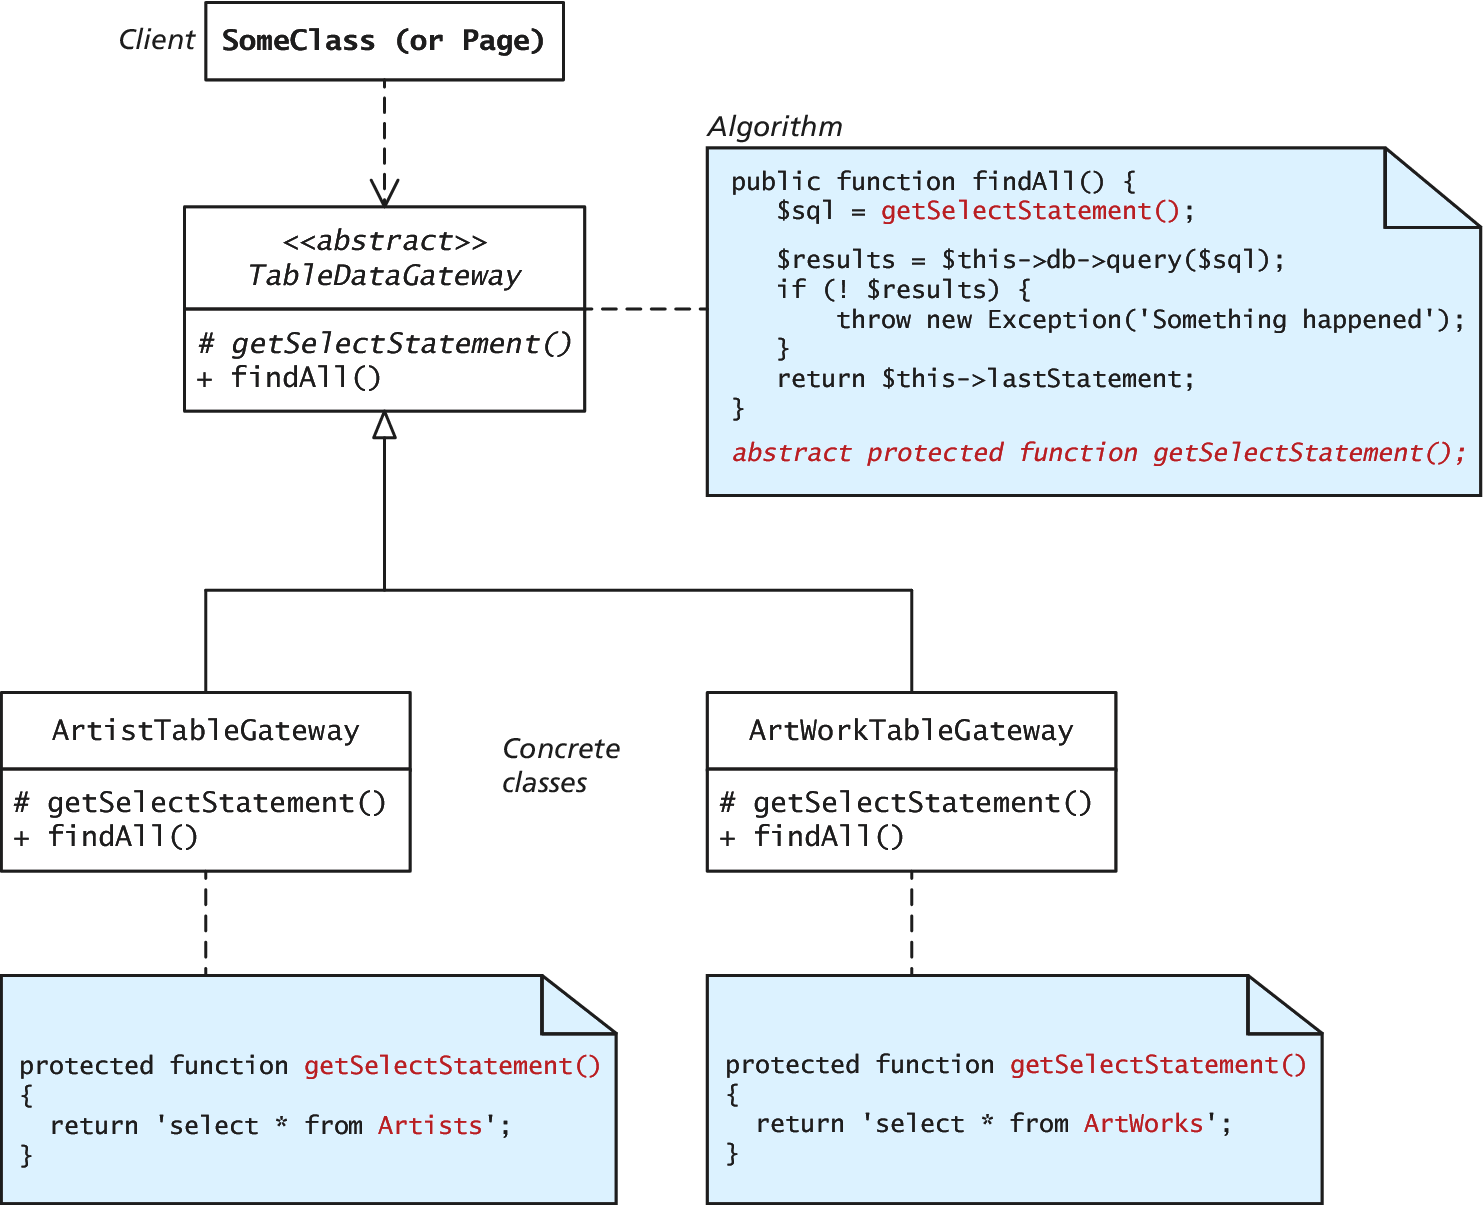 Client
SomeClass (or Page)
Algorithm
public function findAll() {
$sql = getSelectStatement();
$results = $this->db->query($sql);
if (! $results) {
throw new Exception('Something happened');
}
return $this->lastStatement;
}
abstract protected function getSelectStatement();
<<abstract>>
TableDataGateway
# getSelectStatement()
+ findAll()
ArtistTableGateway
# getSelectStatement()
+ findAll()
Concrete
classes
ArtWorkTableGateway
# getSelectStatement()
+ findAll()
protected function getSelectStatement()
{
return 'select * from Artists';
}
protected function getSelectStatement()
{
return 'select * from ArtWorks';
}